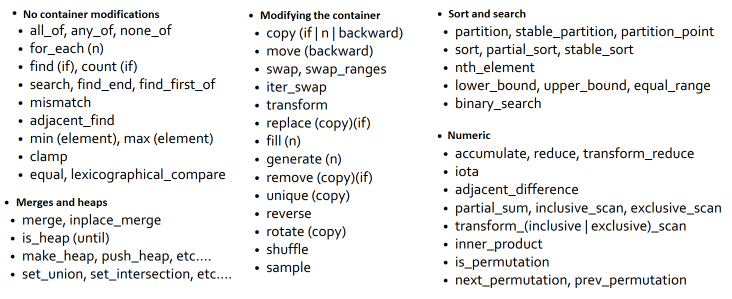 • No container modifications
• all_of, any_of, none_of
• for_each (n)
• find (if), count (if)
• search, find_end, find_first_of
• mismatch
• adjacent_find
• min (element), max (element)
• clamp
• equal, lexicographical_compare
• Merges and heaps
• merge, inplace_merge
• is_heap (until)
• make_heap, push_heap, etc....
• set_union, set_intersection, etc....
• Modifying the container
• copy (if | n | backward)
• move (backward)
• swap, swap_ranges
• iter_swap
• transform
• replace (copy)(if)
• fill (n)
• generate (n)
• remove (copy)(if)
• unique (copy)
• reverse
• rotate (copy)
• shuffle
• sample
• Sort and search
• partition, stable_partition, partition_point
• sort, partial_sort, stable_sort
• nth_element
• lower_bound, upper_bound, equal_range
• binary_search
• Numeric
• accumulate, reduce, transform_reduce
• iota
• adjacent_difference
• partial_sum, inclusive_scan, exclusive_scan
• transform_(inclusive | exclusive)_scan
• inner_product
• is_permutation
• next_permutation, prev_permutation